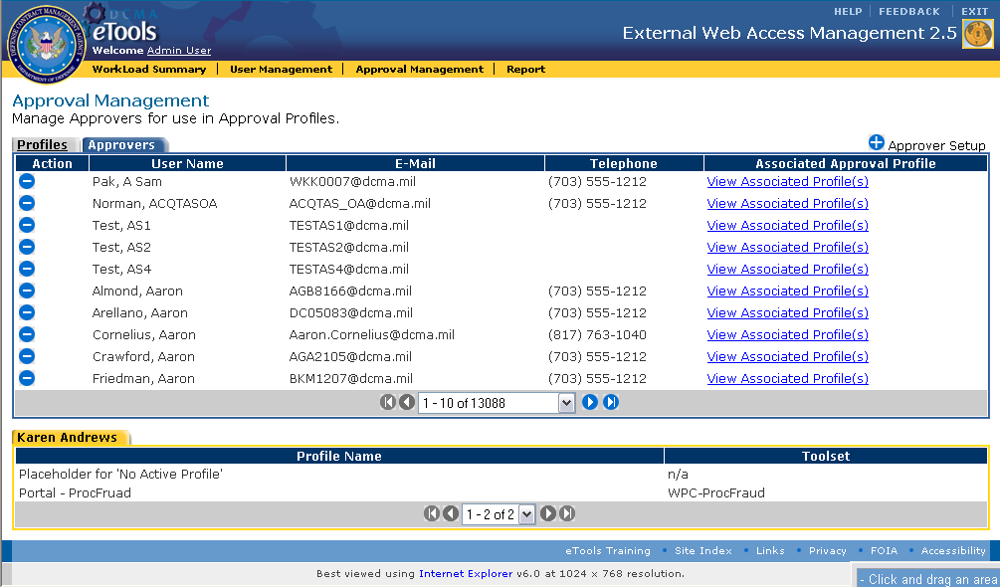 HELP FEEDBACK EXIT
DCMA
eTools
External Web Access Management 2.5
Welcome Admin User
DEFENSE CONTRACT MANAGEMENT AGENCY
DEPARTMENT OF DEFENSE
WorkLoad Summary User Management Approval Management Report
Approval Management
Manage Approvers for use in Approval Profiles.
Profiles Approvers Approver Setup
Action User Name E-Mail Telephone Associated Approval Profile
Pak, A Sam WKK0007@dcma.mil (703) 555-1212 View Associated Profile(s)
Norman, ACQTASOA ACQTAS_OA@dcma.mil (703) 555-1212 View Associated Profile(s)
Test, AS1 TESTAS1@dcma.mil View Associated Profile(s)
Test, AS2 TESTAS2@dcma.mil View Associated Profile(s)
Test, AS4 TESTAS4@dcma.mil View Associated Profile(s)
Almond, Aaron AGB8166@dcma.mil (703) 555-1212 View Associated Profile(s)
Arellano, Aaron DC05083@dcma.mil (703) 555-1212 View Associated Profile(s)
Cornelius, Aaron Aaron.Cornelius@dcma.mil (817) 763-1040 View Associated Profile(s)
Crawford, Aaron AGA2105@dcma.mil (703) 555-1212 View Associated Profile(s)
Friedman, Aaron BKM1207@dcma.mil (703) 555-1212 View Associated Profile(s)
1 - 10 of 13088
Karen Andrews
Profile Name Toolset
Placeholder for 'No Active Profile' n/a
Portal - ProcFruad WPC-ProcFraud
1 - 2 of 2
eTools Training • Site Index • Links • Privacy • FOIA • Accessibility
Best viewed using Internet Explorer v6.0 at 1024 x 768 resolution.
- Click and drag an area